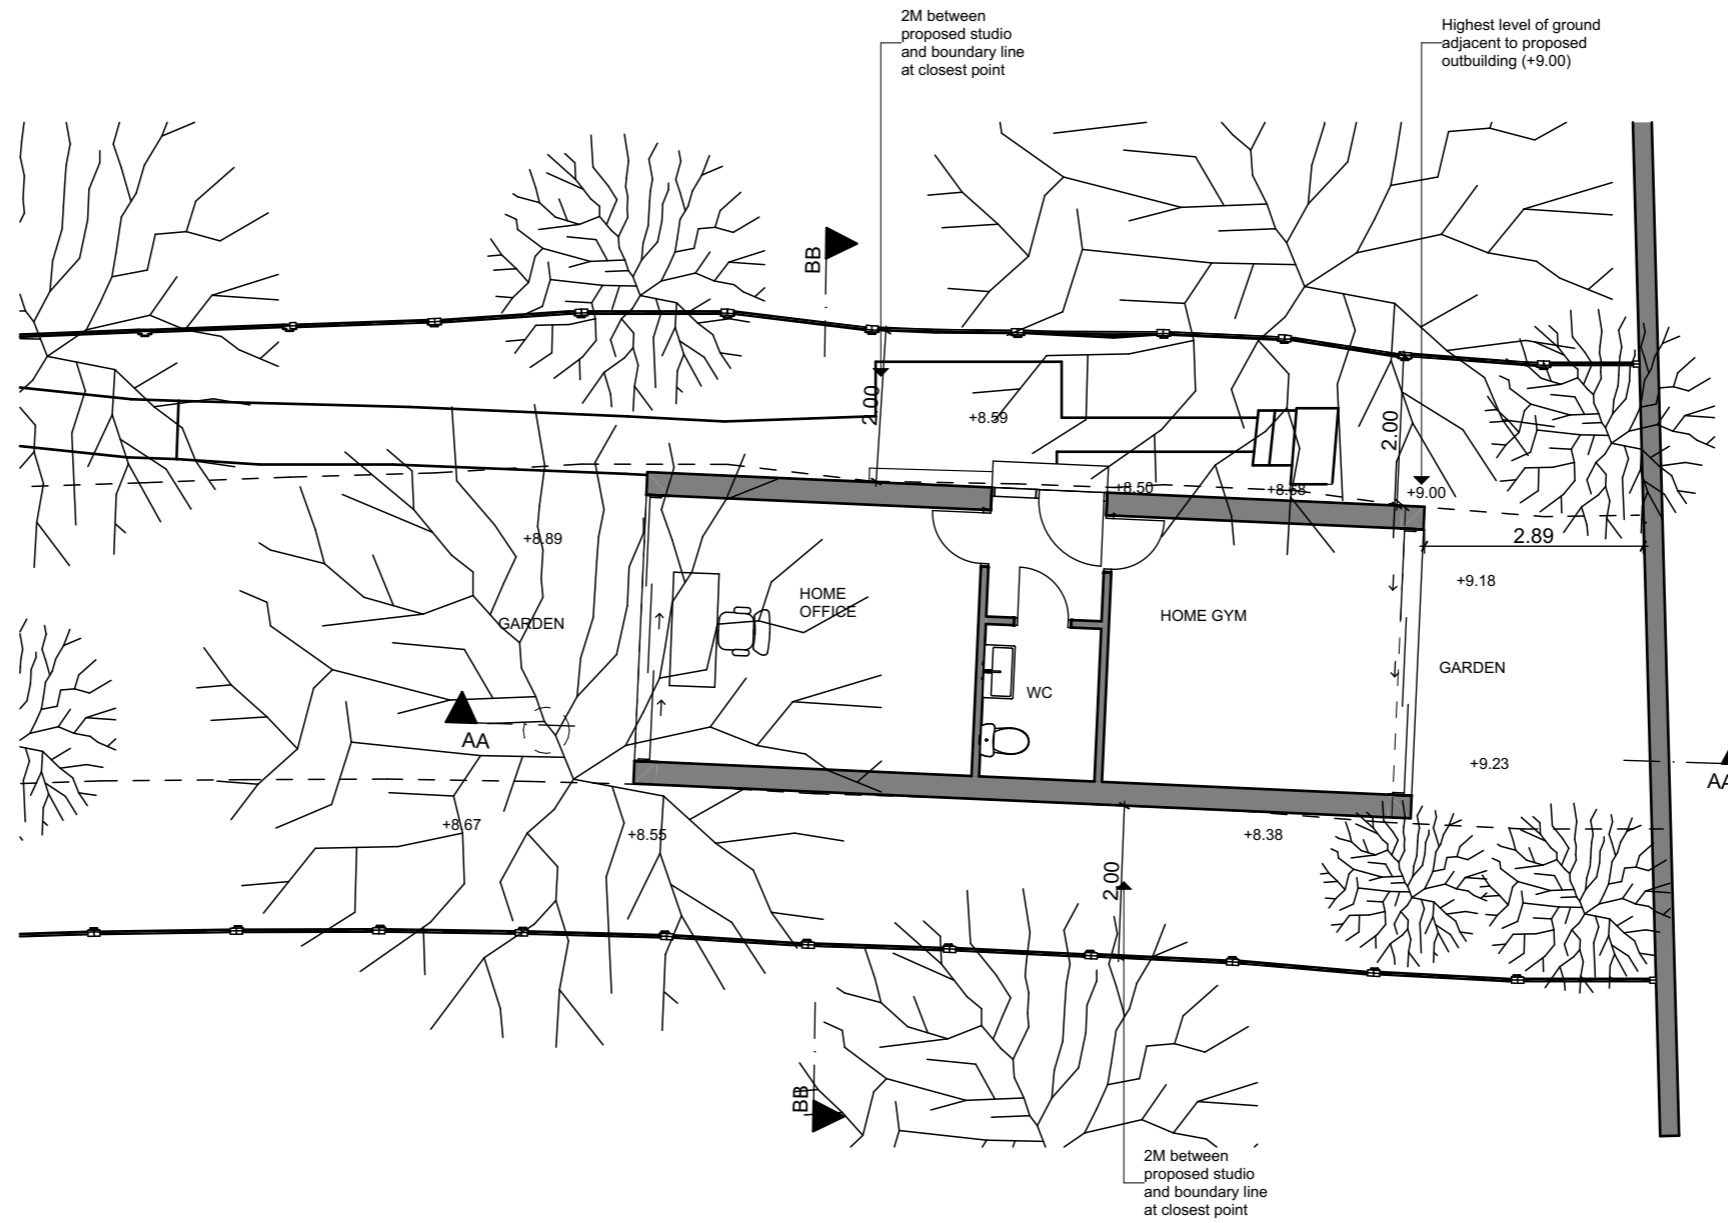 2M between
proposed studio
and boundary line
at closest point
Highest level of ground
adjacent to proposed
outbuilding (+9.00)
BB
2.00
+8.59
2.00
+8.50
+8.68
+9.00
2.89
+8.89
+9.18
HOME
OFFICE
HOME GYM
GARDEN
GARDEN
WC
AA
+9.23
AA
+8.67
+8.55
+8.38
2.00
BB
2M between
proposed studio
and boundary line
at closest point